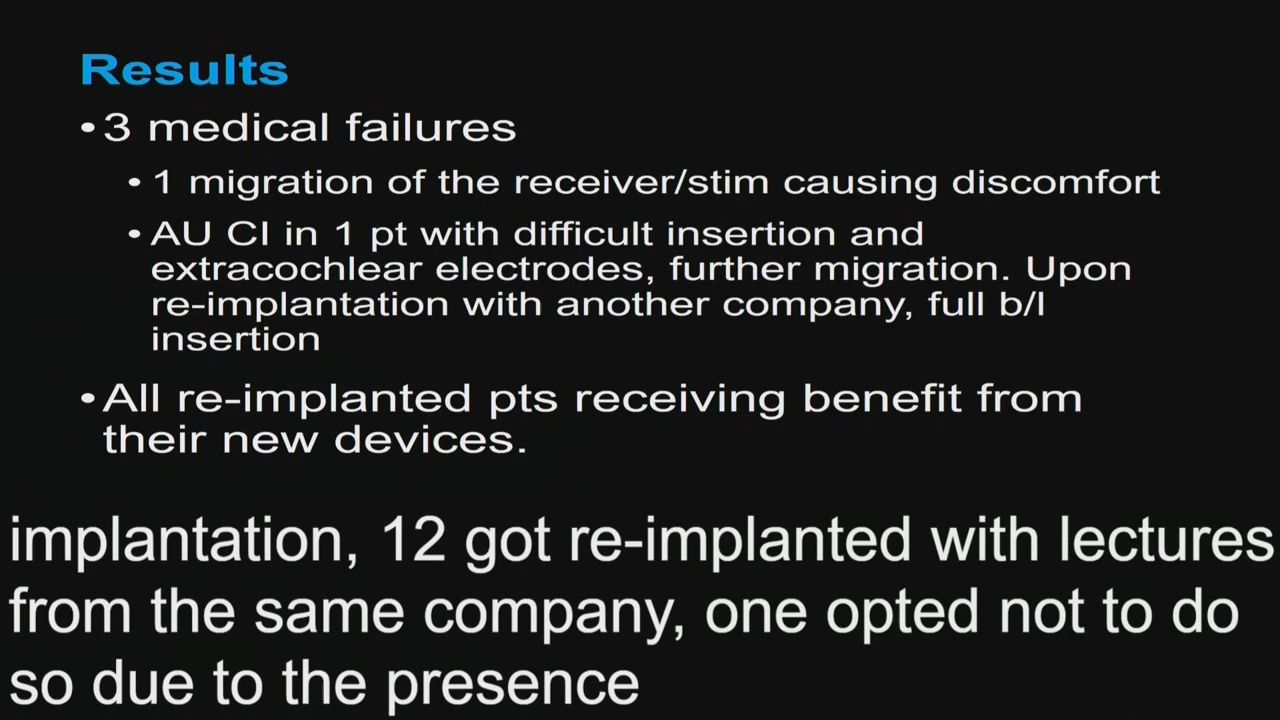 Results
•3 medical failures
• 1 migration of the receiver/stim causing discomfort
• AU CI in 1 pt with difficult insertion and
extracochlear electrodes, further migration. Upon
re-implantation with another company, full b/l
insertion
•All re-implanted pts receiving benefit from
their new devices.
implantation, 12 got re-implanted with lectures
from the same company, one opted not to do
so due to the presence